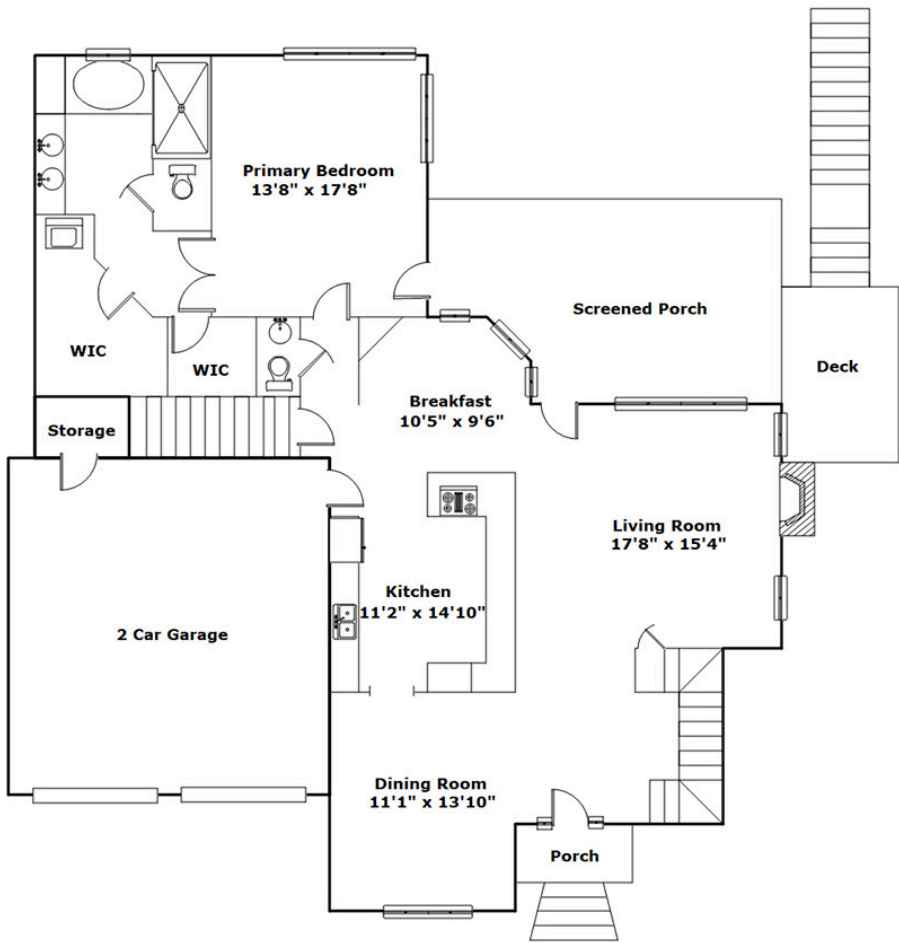 Primary Bedroom
13'8" x 17'8"
Screened Porch
WIC
WIC
Deck
Breakfast
10'5" x 9'6"
Storage
Living Room
17'8" x 15'4"
Kitchen
11'2" x 14'10"
2 Car Garage
Dining Room
11'1" x 13'10"
Porch